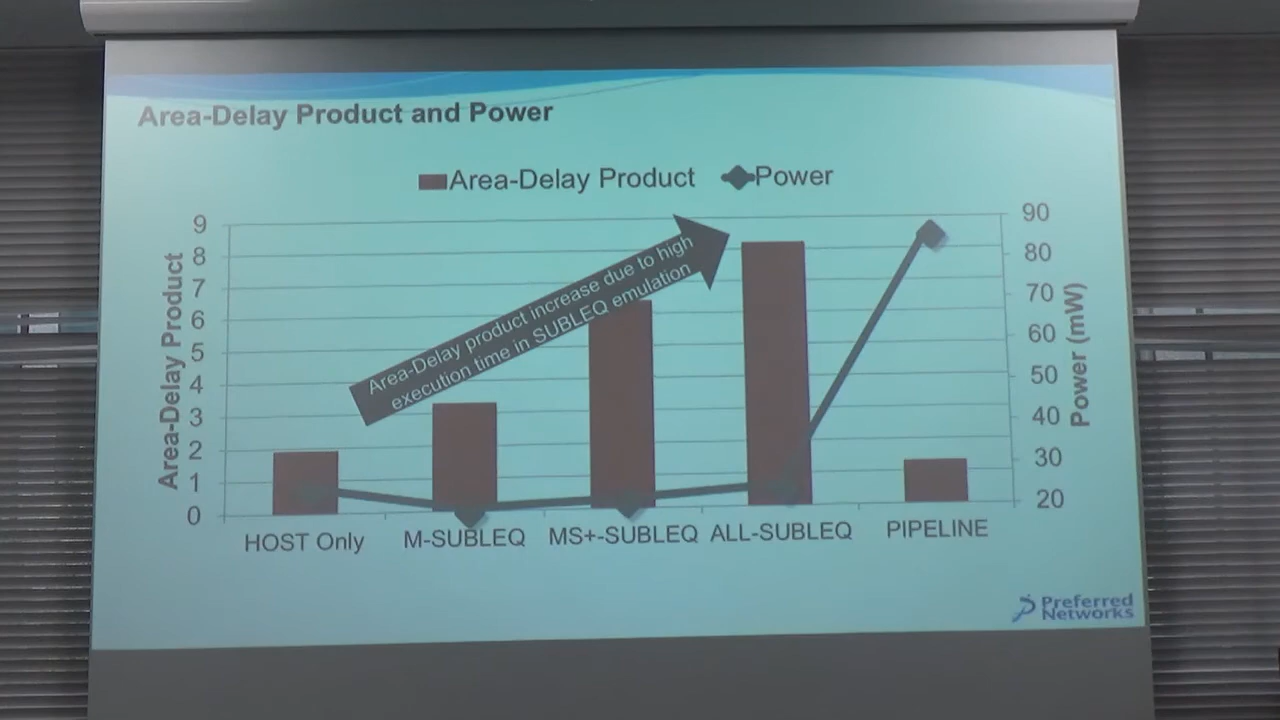 Area-Delay Product and Power
Area-Delay Product
Power
9
8
7
6
5
4
3
2
1
0
Area-Delay Product
Area-Delay product increase due to high
execution time in SUBLEQ emulation
90
80
70
60
50
40
30
20
Power (mW)
HOST Only
M-SUBLEQ
MS+-SUBLEQ
ALL-SUBLEQ
PIPELINE
Preferred
Networks